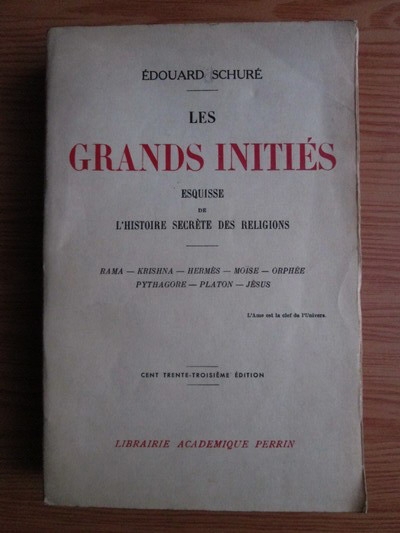 ÉDOUARD SCHURÉ
LES
GRANDS INITIÉS
ESQUISSE
DE
L'HISTOIRE SECRÈTE DES RELIGIONS
RAMA — KRISHNA — HERMÈS — MOÏSE — ORPHÉE
PYTHAGORE — PLATON — JÉSUS
L'Ame est la clef de l'Univers.
CENT TRENTE-TROISIÈME ÉDITION
LIBRAIRIE ACADEMIQUE PERRIN